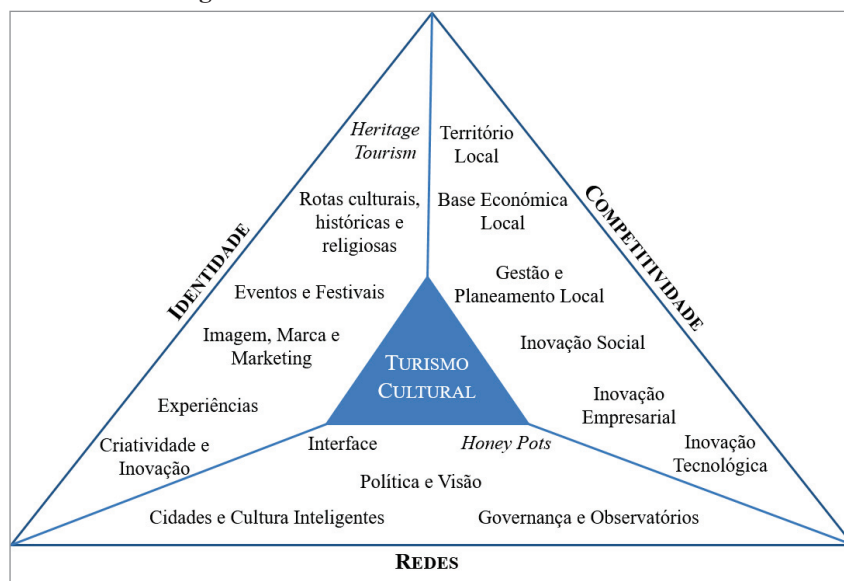 Heritage
Tourism
Rotas culturais,
históricas e
religiosas
Eventos e Festivais
Imagem, Marca e
Marketing
Experiências
Criatividade e
Inovação
IDENTIDADE
Território
Local
Base Económica
Local
Gestão e
Planeamento Local
Inovação Social
Inovação
Empresarial
Inovação
Tecnológica
COMPETITIVIDADE
TURISMO
CULTURAL
Interface
Honey Pots
Política e Visão
Cidades e Cultura Inteligentes
Governança e Observatórios
REDES